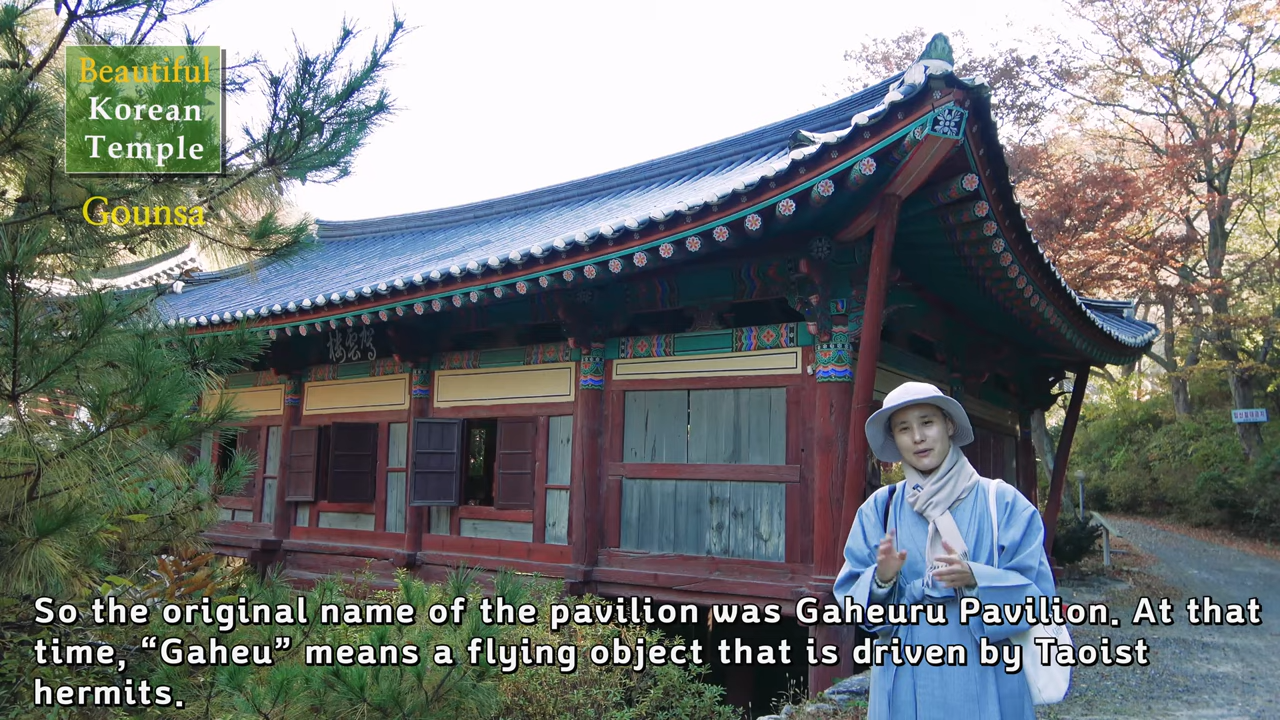 Beautiful
Korean
Temple
Gounsa
So the original name of the pavilion was Gaheuru Pavilion. At that
time, “Gaheu” means a flying object that is driven by Taoist
hermits.